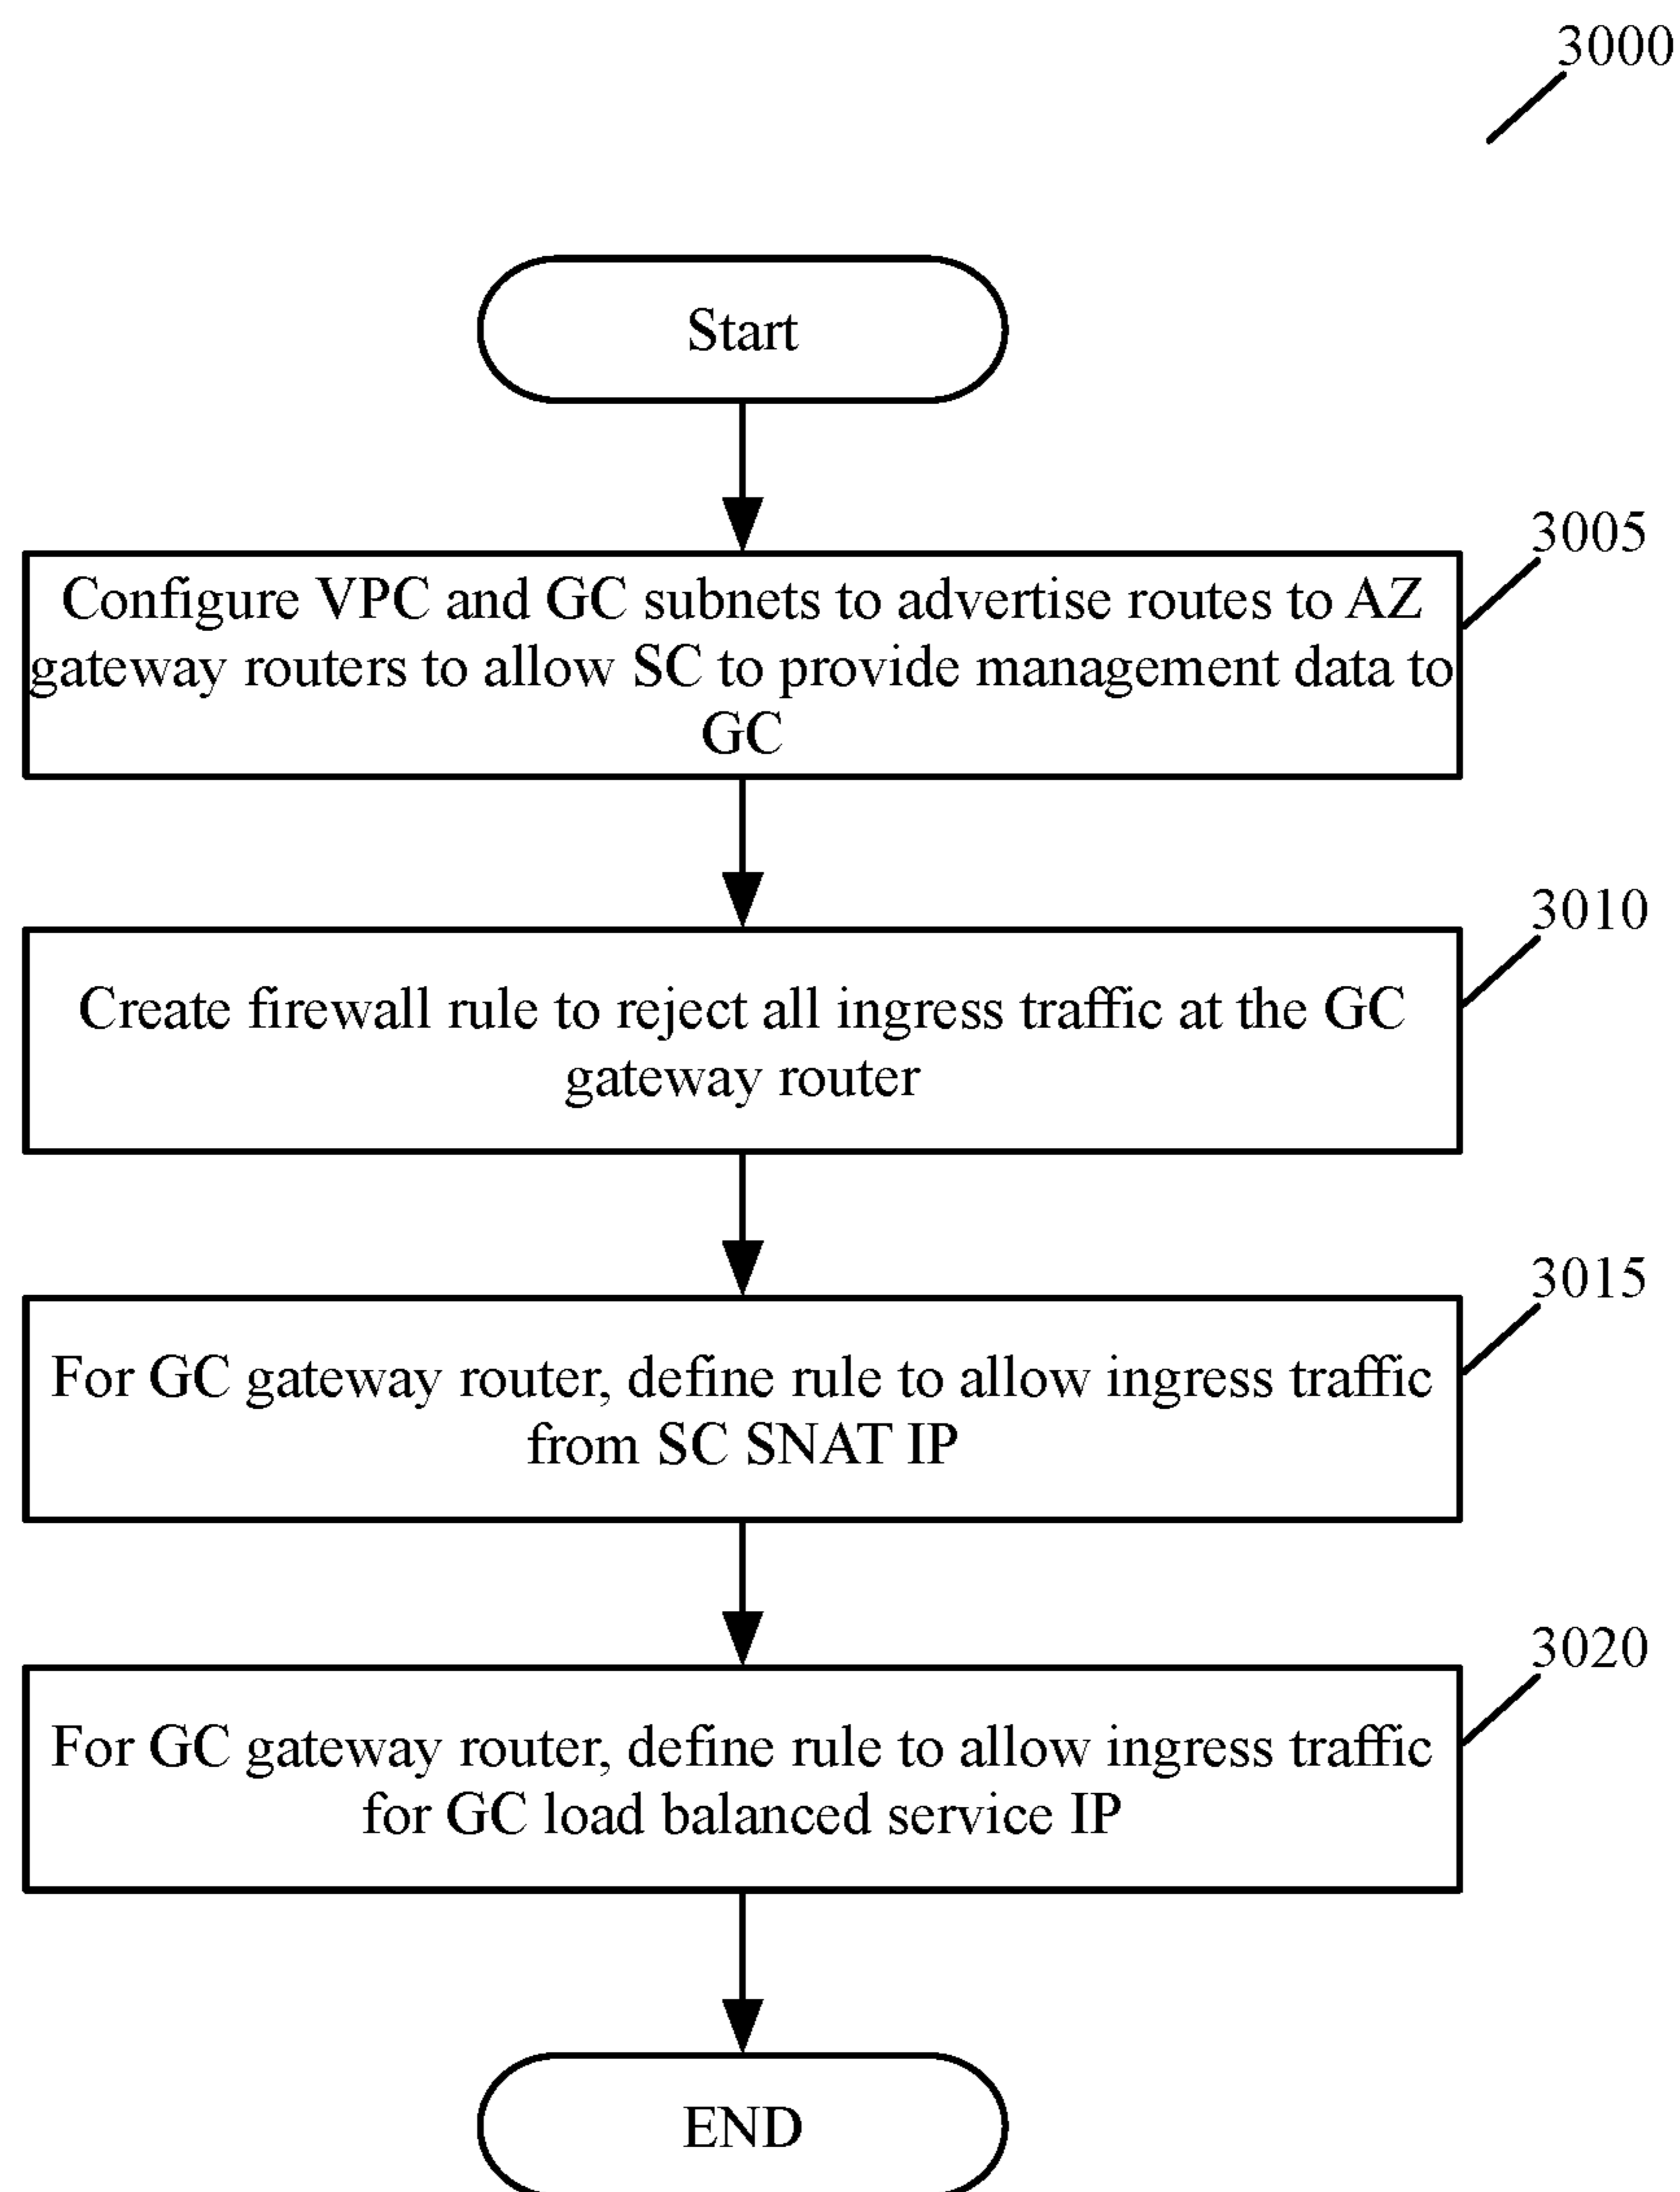 3000
Start
3005
Configure VPC and GC subnets to advertise routes to AZ
gateway routers to allow SC to provide management data to
GC
3010
Create firewall rule to reject all ingress traffic at the GC
gateway router
3015
For GC gateway router, define rule to allow ingress traffic
from SC SNAT IP
3020
For GC gateway router, define rule to allow ingress traffic
for GC load balanced service IP
END